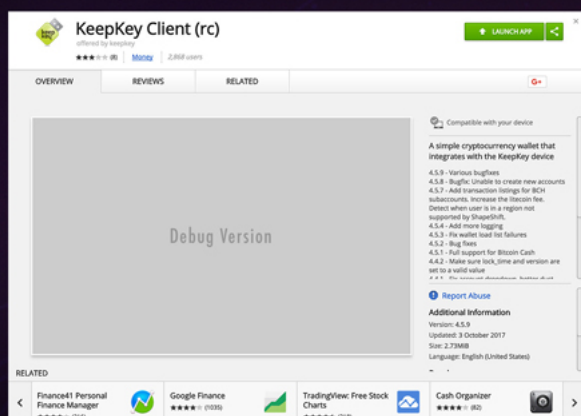 KeepKey Client (rc)
offered by keepkey
(8) Money 2,868 users
LAUNCH APP
OVERVIEW REVIEWS RELATED
G+
Compatible with your device
A simple cryptocurrency wallet that
integrates with the KeepKey device
4.5.9 - Various bugfixes
4.5.8 - Bugfix: Unable to create new accounts
4.5.7 - Add transaction listings for BCH
subaccounts. Increase the litecoin fee.
Detect when user is in a region not
supported by ShapeShift.
4.5.4 - Add more logging
4.5.3 - Fix wallet load list failures
4.5.2 - Bug fixes
4.5.1 - Full support for Bitcoin Cash
4.4.2 - Make sure lock_time and version are
set to a valid value
Debug Version
Report Abuse
Additional Information
Version: 4.5.9
Updated: 3 October 2017
Size: 2.73MiB
Language: English (United States)
RELATED
Finance41 Personal
Finance Manager
Google Finance
(1035)
TradingView: Free Stock
Charts
Cash Organizer
(82)